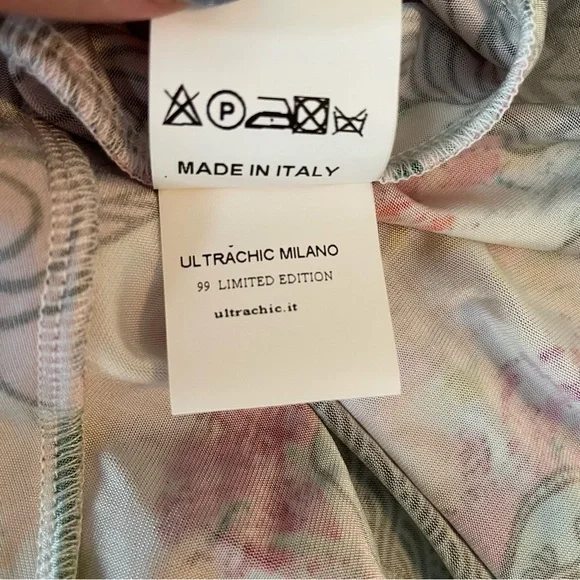 P
MADE IN ITALY
ULTRACHIC MILANO
99 LIMITED EDITION
ultrachic.it